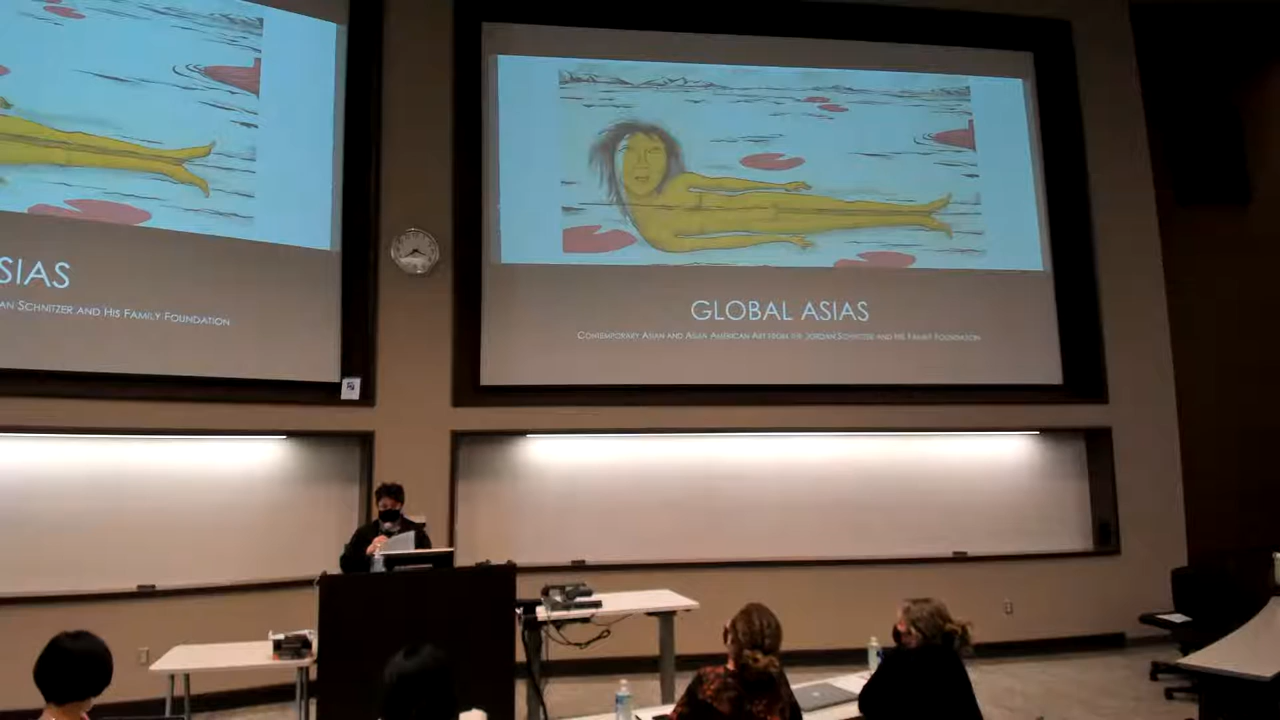 SIAS
AN SCHNITZER AND HIS FAMILY FOUNDATION
GLOBAL ASIAS
CONTEMPORARY ASIAN AND ASIAN AMERICAN ART FROM THE JORDAN SCHNITZER AND HIS FAMILY FOUNDATION